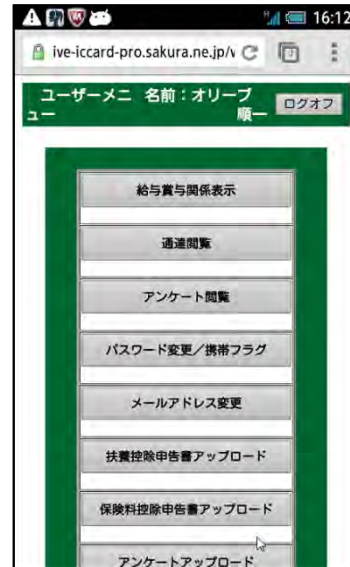 16:12
ive-iccard-pro.sakura.ne.jp/v
ユーザーメニ 名前：オリーブ
ュー 順一
ログオフ
給与賞与関係表示
通達閲覧
アンケート閲覧
パスワード変更／携帯フラグ
メールアドレス変更
扶養控除申告書アップロード
保険料控除申告書アップロード
アンケートアップロード